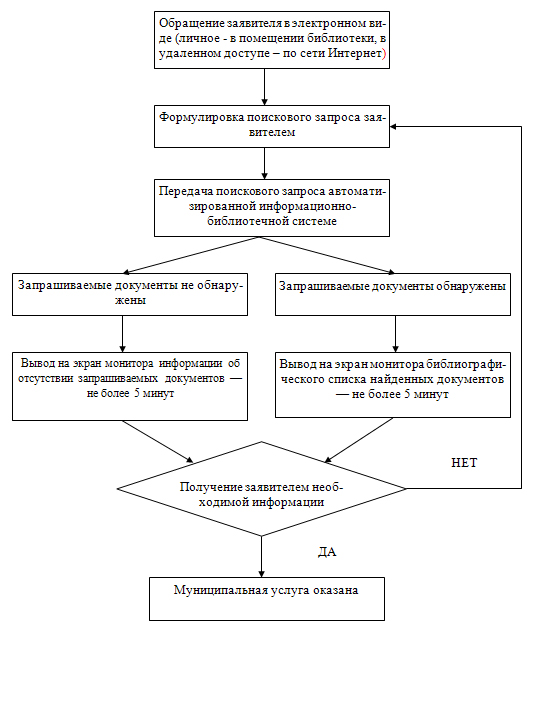 Обращение заявителя в электронном ви-
де (личное - в помещении библиотеки, в
удаленном доступе – по сети Интернет)
Формулировка поискового запроса зая-
вителем
Передача поискового запроса автомати-
зированной информационно-
библиотечной системе
Запрашиваемые документы не обнару-
жены
Запрашиваемые документы обнаружены
Вывод на экран монитора информации об
отсутствии запрашиваемых документов —
не более 5 минут
Вывод на экран монитора библиографи-
ческого списка найденных документов
— не более 5 минут
НЕТ
Получение заявителем необ-
ходимой информации
ДА
Муниципальная услуга оказана